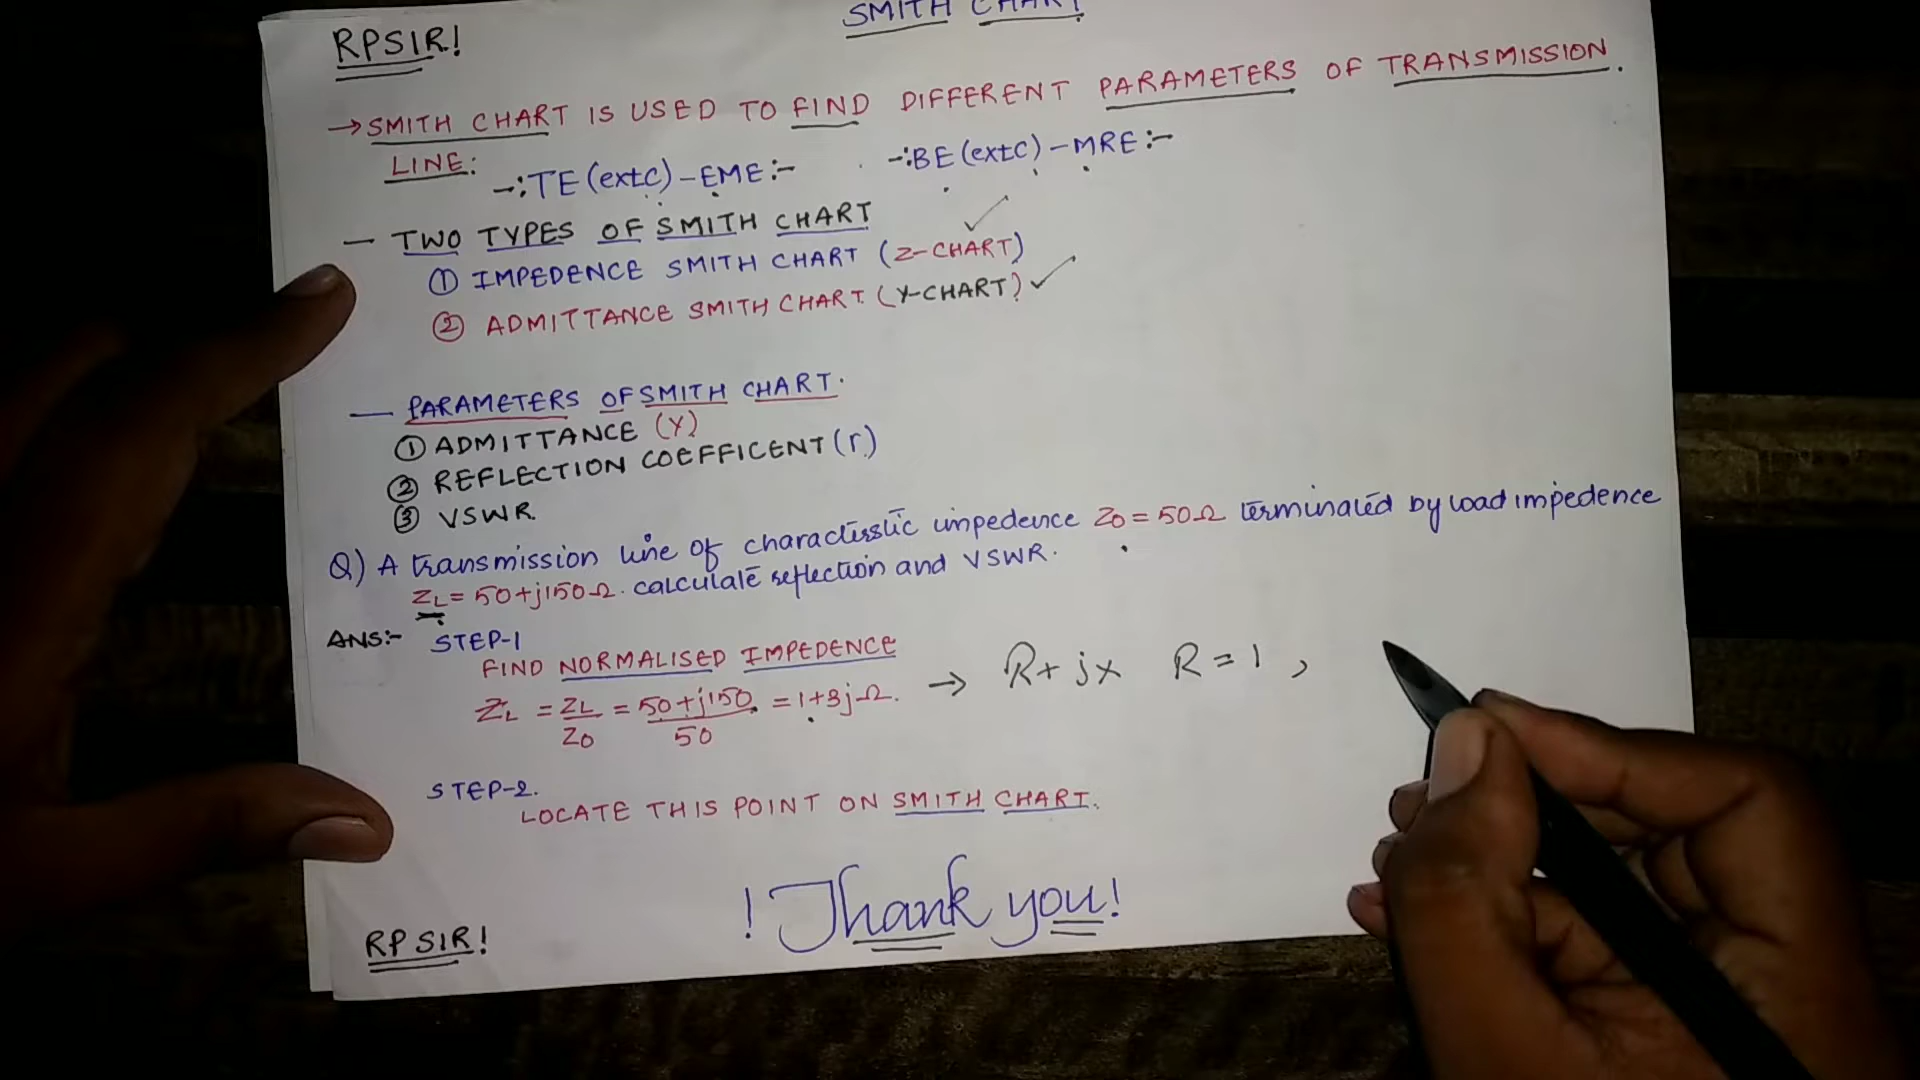 SMITH CHART
RPSIR!
→ SMITH CHART IS USED TO FIND DIFFERENT PARAMETERS OF TRANSMISSION
LINE:
-:TE (extc) - EME:- -:BE (extc) - MRE:-
- TWO TYPES OF SMITH CHART
① IMPEDENCE SMITH CHART (Z-CHART) ✓
② ADMITTANCE SMITH CHART (Y-CHART) ✓
- PARAMETERS OF SMITH CHART.
① ADMITTANCE (Y)
② REFLECTION COEFFICENT (Γ)
③ VSWR.
Q) A transmission line of characterisstic impedence Z0 = 50Ω terminated by load impedence
ZL = 50+j150Ω. calculate reflection and VSWR.
ANS:- STEP-1
FIND NORMALISED IMPEDENCE
ZL = ZL/Z0 = 50+j150/50 = 1+3jΩ. → R+jx R=1,
STEP-2.
LOCATE THIS POINT ON SMITH CHART.
! Thank you!
RPSIR!